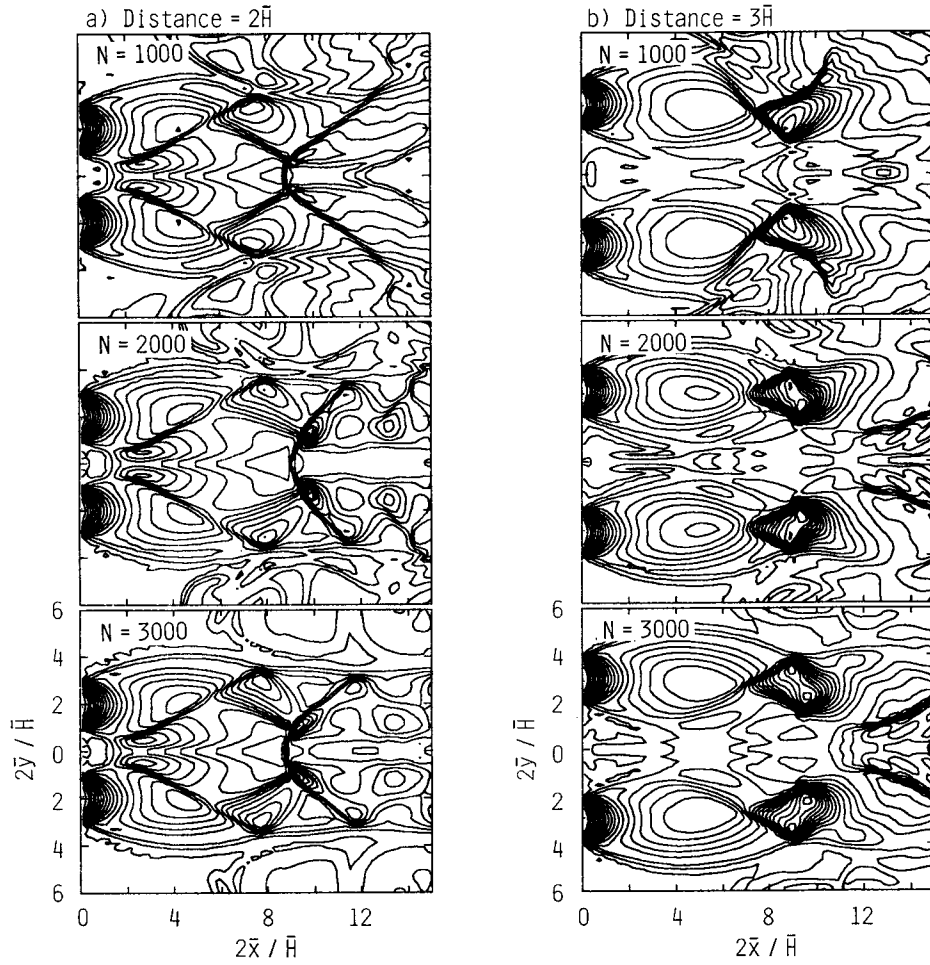 a) Distance = 2H̄
b) Distance = 3H̄
N = 1000
N = 1000
N = 2000
N = 2000
6
N = 3000
4
2
0
2
4
6
2ȳ / H̄
0 4 8 12
2x̄ / H̄
6
N = 3000
4
2
0
2
4
6
2ȳ / H̄
0 4 8 12
2x̄ / H̄